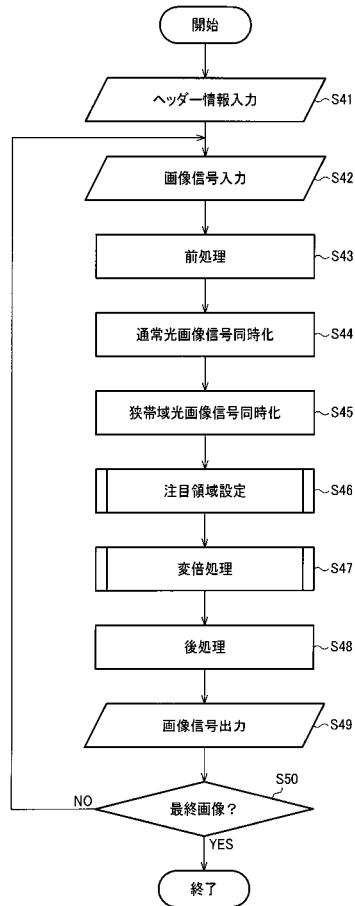 開始
ヘッダー情報入力
S41
画像信号入力
S42
前処理
S43
通常光画像信号同時化
S44
狭帯域光画像信号同時化
S45
注目領域設定
S46
変倍処理
S47
後処理
S48
画像信号出力
S49
S50
最終画像?
NO
YES
終了